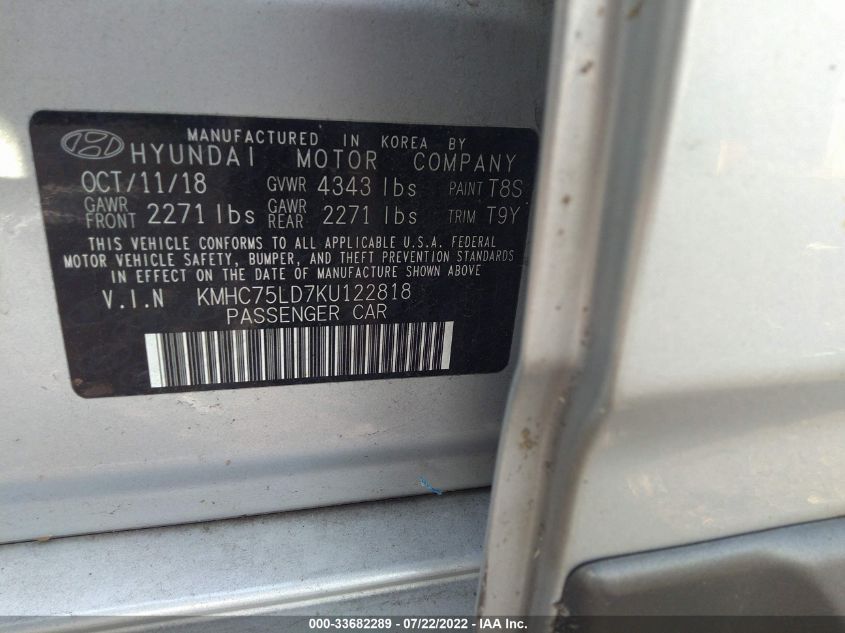 MANUFACTURED IN KOREA BY
HYUNDAI MOTOR COMPANY
OCT/11/18 GVWR 4343 lbs PAINT T8S
GAWR FRONT 2271 lbs GAWR REAR 2271 lbs TRIM T9Y
THIS VEHICLE CONFORMS TO ALL APPLICABLE U.S.A. FEDERAL
MOTOR VEHICLE SAFETY, BUMPER, AND THEFT PREVENTION STANDARDS
IN EFFECT ON THE DATE OF MANUFACTURE SHOWN ABOVE.
V.I.N KMHC75LD7KU122818
PASSENGER CAR
000-33682289 - 07/22/2022 - IAA Inc.